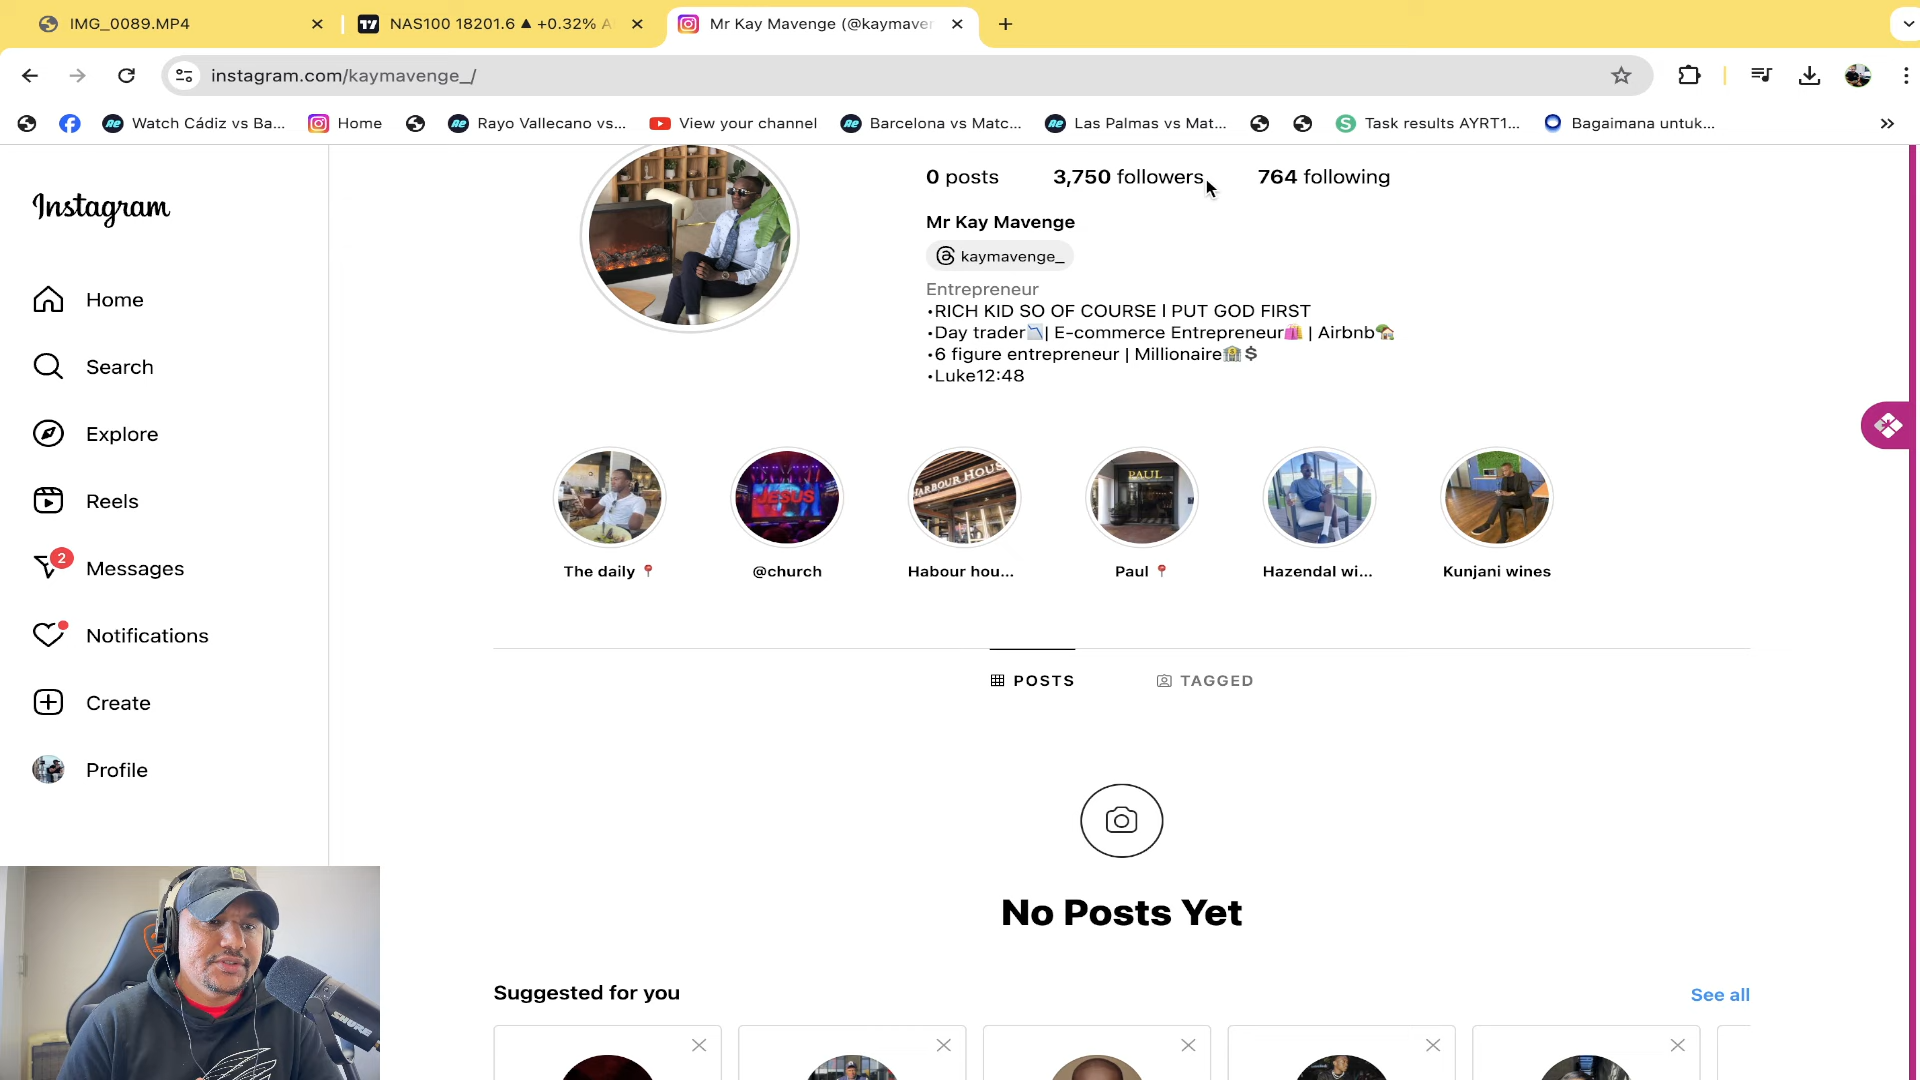 IMG_0089.MP4
NAS100 18201.6 ▲ +0.32%
Mr Kay Mavenge (@kaymaver
instagram.com/kaymavenge_/
Watch Cádiz vs Ba...
Home
Rayo Vallecano vs...
View your channel
Barcelona vs Matc...
Las Palmas vs Mat...
Task results AYRT1...
Bagaimana untuk...
Instagram
Home
Search
Explore
Reels
2
Messages
Notifications
Create
Profile
0 posts
3,750 followers
764 following
Mr Kay Mavenge
kaymavenge_
Entrepreneur
•RICH KID SO OF COURSE I PUT GOD FIRST
•Day trader📉| E-commerce Entrepreneur🛍️ | Airbnb🏡
•6 figure entrepreneur | Millionaire🏦💲
•Luke12:48
JESUS
HARBOUR HOUS
PAUL
The daily 📍
@church
Habour hou...
Paul 📍
Hazendal wi...
Kunjani wines
POSTS
TAGGED
No Posts Yet
Suggested for you
See all
SHURE